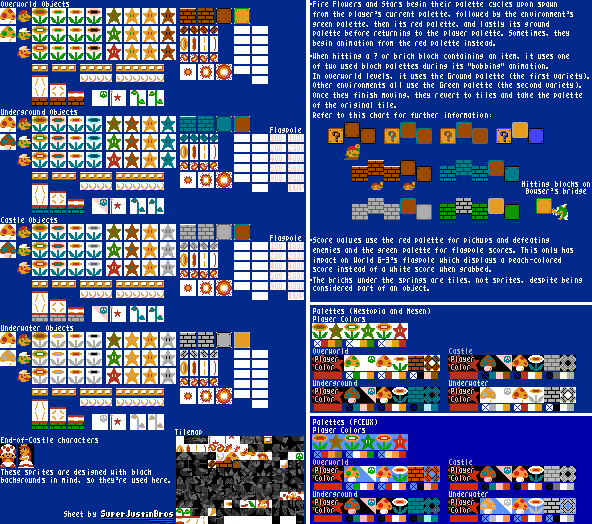 Overworld Objects
Underground Objects
Flagpole
Castle Objects
Flagpole
Underwater Objects
End-of-Castle characters
These sprites are designed with black
backgrounds in mind, so they're used here.
Tilemap
Sheet by SuperJustinBros
•Fire Flowers and Stars begin their palette cycles upon spawn
from the player's current palette, followed by the environment's
green palette, then its red palette, and lastly its ground
palette before returning to the player palette. Sometimes, they
begin animation from the red palette instead.
•When hitting a ? or brick block containing an item, it uses one
of two used block palettes during its "bobbing" animation.
In overworld levels, it uses the Ground palette (the first variety).
Other environments all use the Green palette (the second variety).
Once they finish moving, they revert to tiles and take the palette
of the original tile.
Refer to this chart for further information:
Hitting blocks on
Bowser's bridge
•Score values use the red palette for pickups and defeating
enemies and the green palette for flagpole scores. This only has
impact on World 6-3's flagpole which displays a peach-colored
score instead of a white score when grabbed.
•The bricks under the springs are tiles, not sprites, despite being
considered part of an object.
Palettes (Nestopia and Mesen)
Player Colors
Overworld
Castle
Player
Color
Player
Color
Underground
Underwater
Player
Color
Player
Color
Palettes (FCEUX)
Player Colors
Overworld
Castle
Player
Color
Player
Color
Underground
Underwater
Player
Color
Player
Color